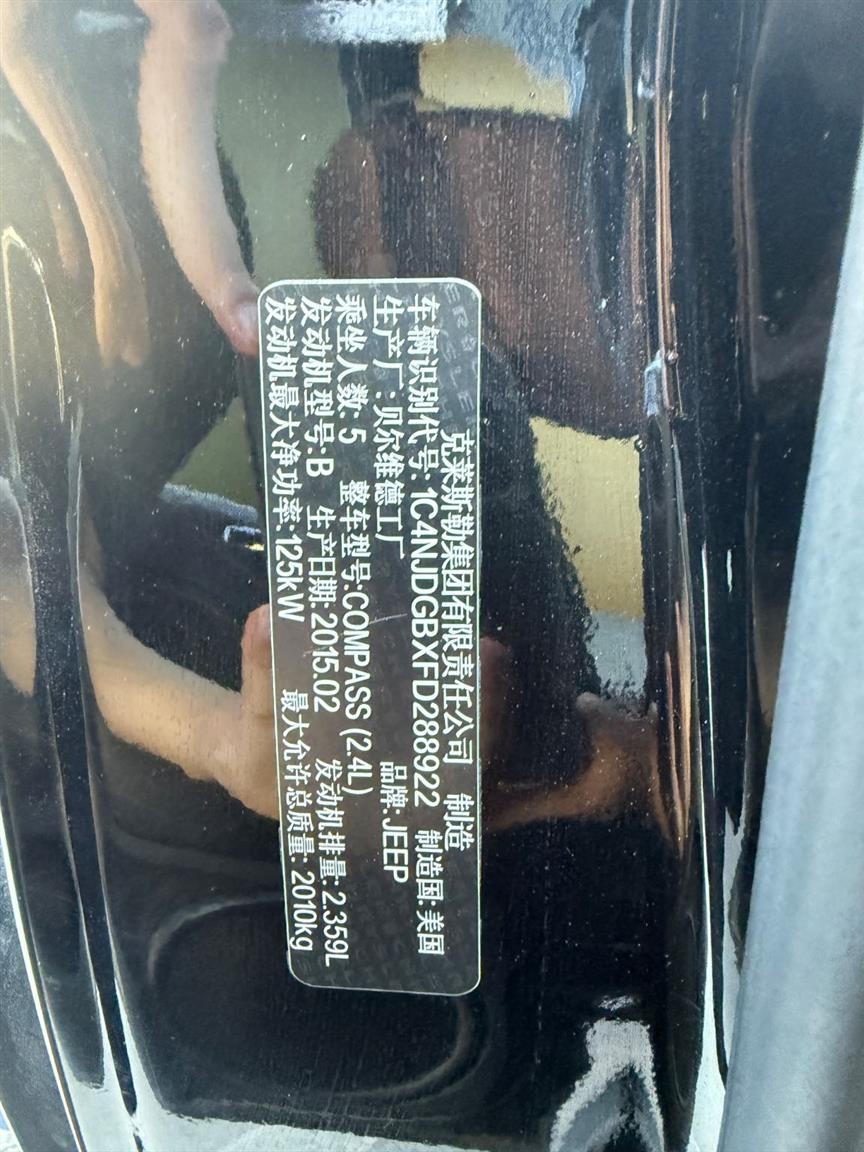 克莱斯勒集团有限责任公司 制造
车辆识别代号: 1C4NJDGBXFD288922 制造国: 美国
生产厂: 贝尔维德工厂 品牌: JEEP
乘坐人数: 5 整车型号:COMPASS (2.4L)
发动机型号:B 生产日期: 2015.02 发动机排量: 2.359L
发动机最大净功率: 125kW 最大允许总质量: 2010kg